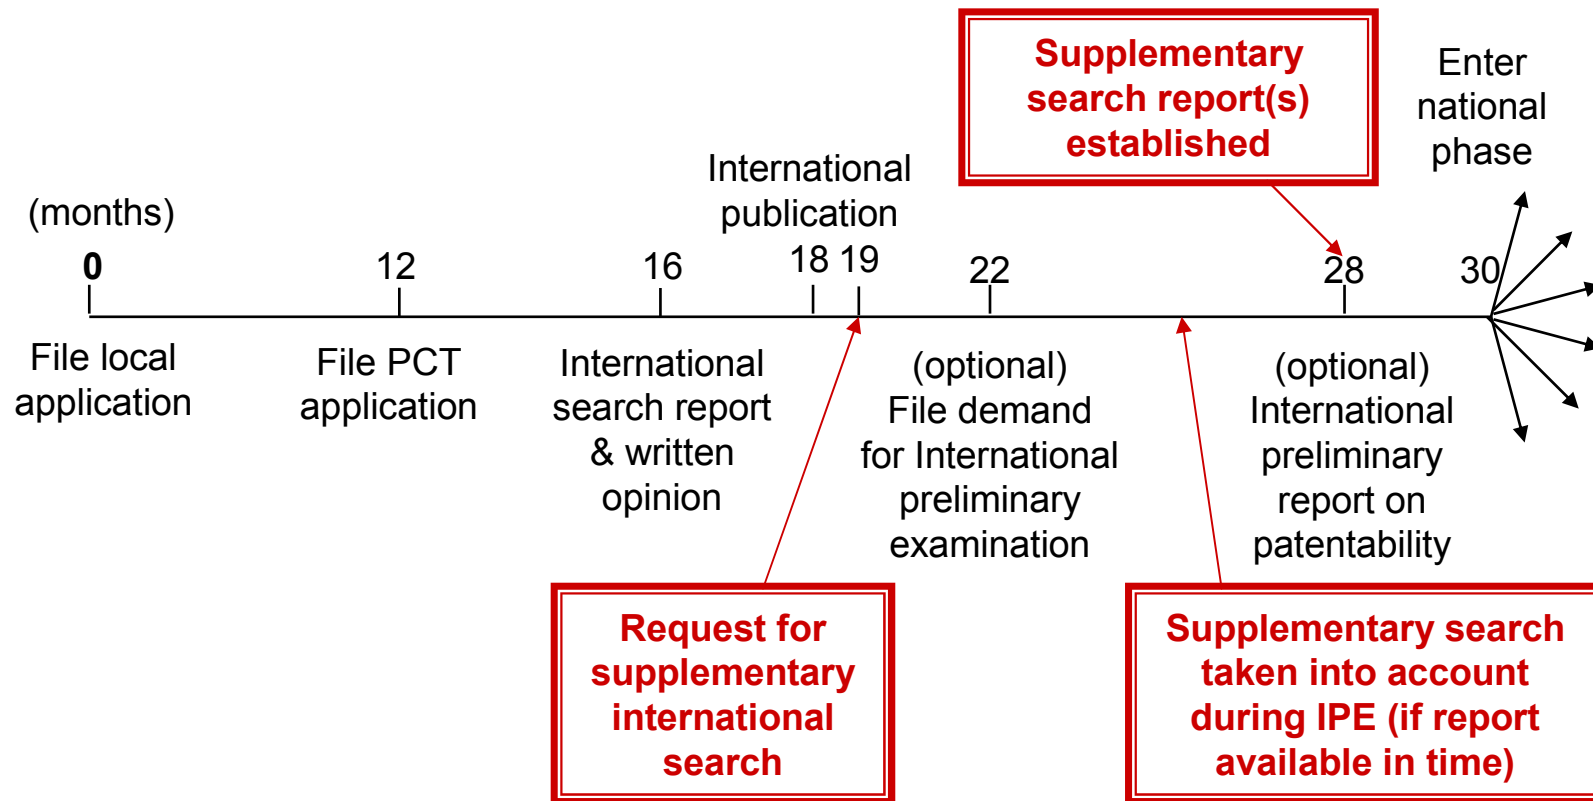 Supplementary
search report(s)
established
Enter
national
phase
International
publication
(months)
0
12
16
18
19
22
28
30
File local
application
File PCT
application
International
search report
& written
opinion
(optional)
File demand
for International
preliminary
examination
(optional)
International
preliminary
report on
patentability
Request for
supplementary
international
search
Supplementary search
taken into account
during IPE (if report
available in time)